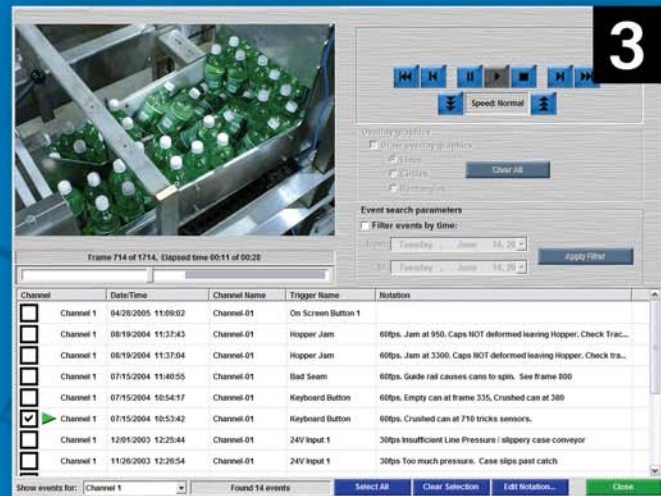 3
Speed: Normal
Overlay graphics
Draw overlay graphics
Lines
Circles
Rectangles
Clear All
Event search parameters
Filter events by time:
from: Tuesday , June 14, 20
to: Tuesday , June 14, 20
Apply Filter
Frame 714 of 1714, Elapsed time 00:11 of 00:28
Channel Date/Time Channel Name Trigger Name Notation
Channel 1 04/28/2005 11:09:02 Channel-01 On Screen Button 1
Channel 1 08/19/2004 11:37:43 Channel-01 Hopper Jam 60fps. Jam at 950. Caps NOT deformed leaving Hopper. Check Trac...
Channel 1 08/19/2004 11:37:04 Channel-01 Hopper Jam 60fps. Jam at 3300. Caps NOT deformed leaving Hopper. Check tra...
Channel 1 07/15/2004 11:40:55 Channel-01 Bad Seam 60fps. Guide rail causes cans to spin. See frame 800
Channel 1 07/15/2004 10:54:17 Channel-01 Keyboard Button 60fps. Empty can at frame 335, Crushed can at 380
Channel 1 07/15/2004 10:53:42 Channel-01 Keyboard Button 60fps. Crushed can at 710 tricks sensors.
Channel 1 12/01/2003 12:25:44 Channel-01 24V Input 1 30fps Insufficient Line Pressure / slippery case conveyor
Channel 1 11/26/2003 12:26:54 Channel-01 24V Input 1 30fps Too much pressure. Case slips past catch
Show events for: Channel 1 Found 14 events Select All Clear Selection Edit Notation... Close